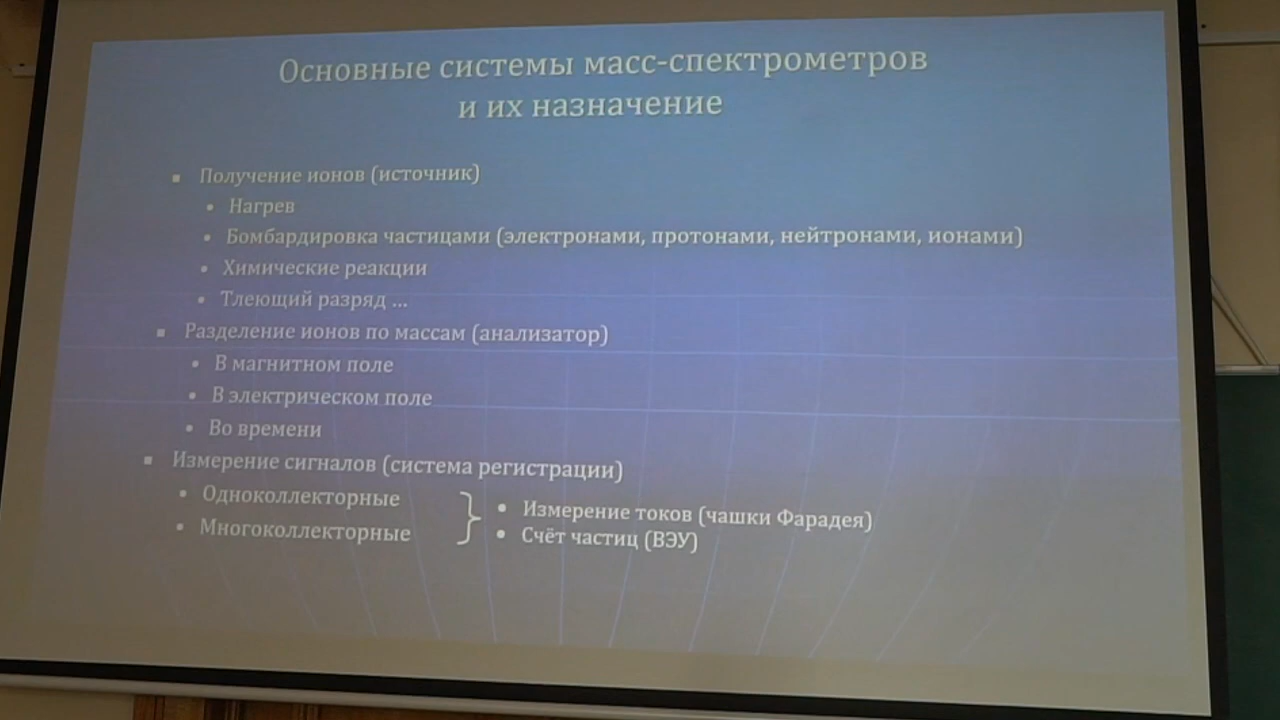 Основные системы масс-спектрометров
и их назначение
▪ Получение ионов (источник)
• Нагрев
• Бомбардировка частицами (электронами, протонами, нейтронами, ионами)
• Химические реакции
• Тлеющий разряд ...
▪ Разделение ионов по массам (анализатор)
• В магнитном поле
• В электрическом поле
• Во времени
▪ Измерение сигналов (система регистрации)
• Одноколлекторные
• Многоколлекторные
• Измерение токов (чашки Фарадея)
• Счёт частиц (ВЭУ)